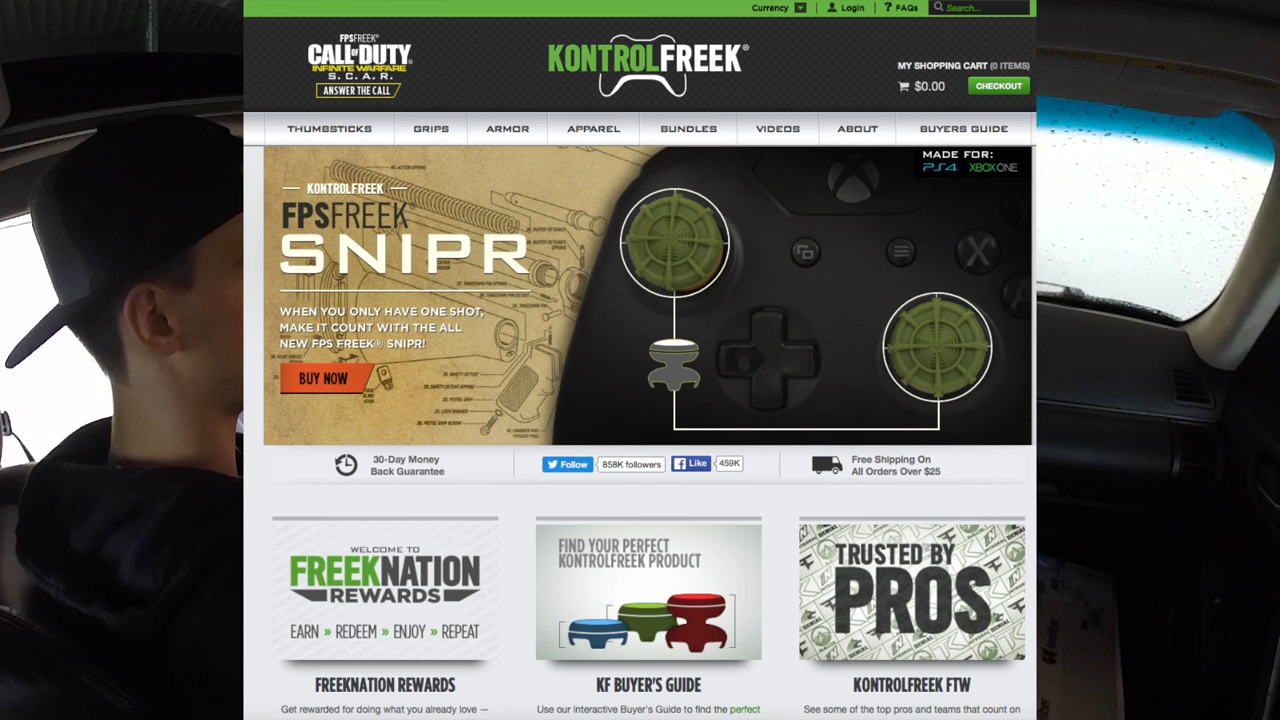 Currency
Login
FAQs
Search...
FPSFREEK®
CALL OF DUTY®
INFINITE WARFARE
S.C.A.R.
ANSWER THE CALL
KONTROLFREEK®
MY SHOPPING CART (0 ITEMS)
$0.00
CHECKOUT
THUMBSTICKS
GRIPS
ARMOR
APPAREL
BUNDLES
VIDEOS
ABOUT
BUYERS GUIDE
MADE FOR:
PS4 XBOX ONE
KONTROLFREEK
FPSFREEK®
SNIPR
WHEN YOU ONLY HAVE ONE SHOT,
MAKE IT COUNT WITH THE ALL
NEW FPS FREEK® SNIPR!
BUY NOW
X
30-Day Money
Back Guarantee
Follow
858K followers
Like
459K
Free Shipping On
All Orders Over $25
WELCOME TO
FREEKNATION
REWARDS
EARN » REDEEM » ENJOY » REPEAT
FIND YOUR PERFECT
KONTROLFREEK PRODUCT
TRUSTED BY
PROS
FREEKNATION REWARDS
KF BUYER'S GUIDE
KONTROLFREEK FTW
Get rewarded for doing what you already love —
Use our interactive Buyer's Guide to find the perfect
See some of the top pros and teams that count on